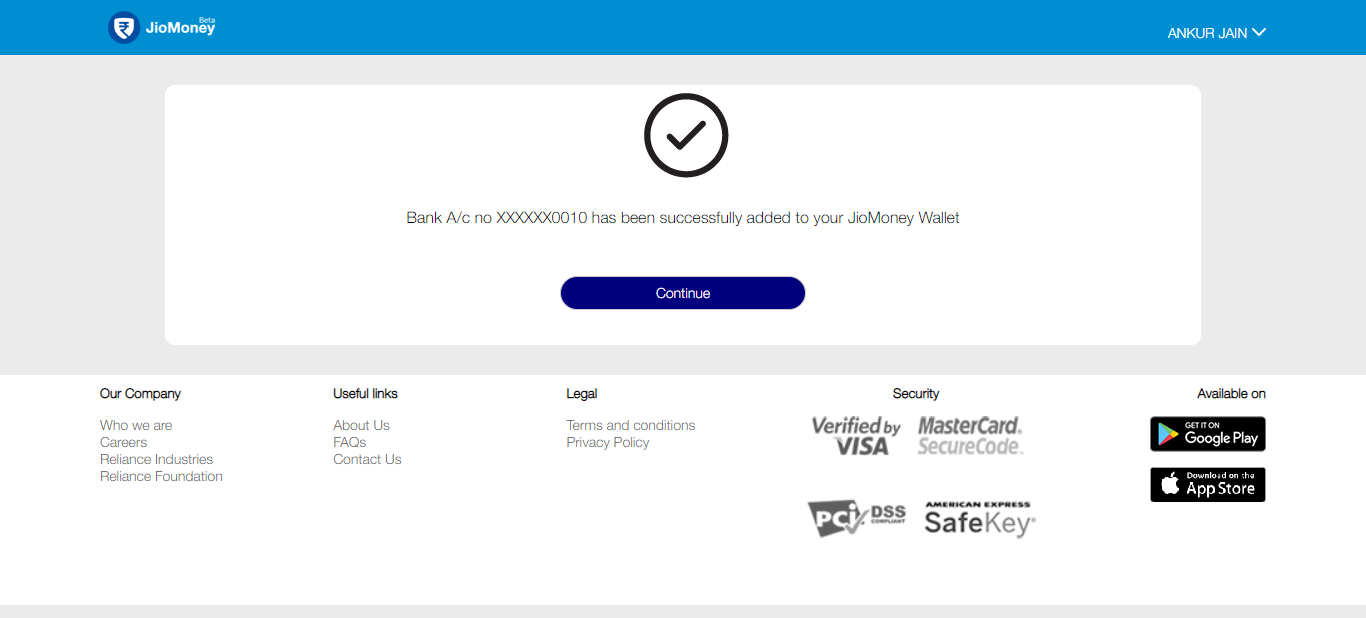 JioMoney Beta
ANKUR JAIN
Bank A/c no XXXXXX0010 has been successfully added to your JioMoney Wallet
Continue
Our Company
Who we are
Careers
Reliance Industries
Reliance Foundation
Useful links
About Us
FAQs
Contact Us
Legal
Terms and conditions
Privacy Policy
Security
Verified by
VISA
MasterCard.
SecureCode.
PCi DSS
COMPLIANT
AMERICAN EXPRESS
SafeKey®
Available on
GET IT ON
Google Play
Download on the
App Store